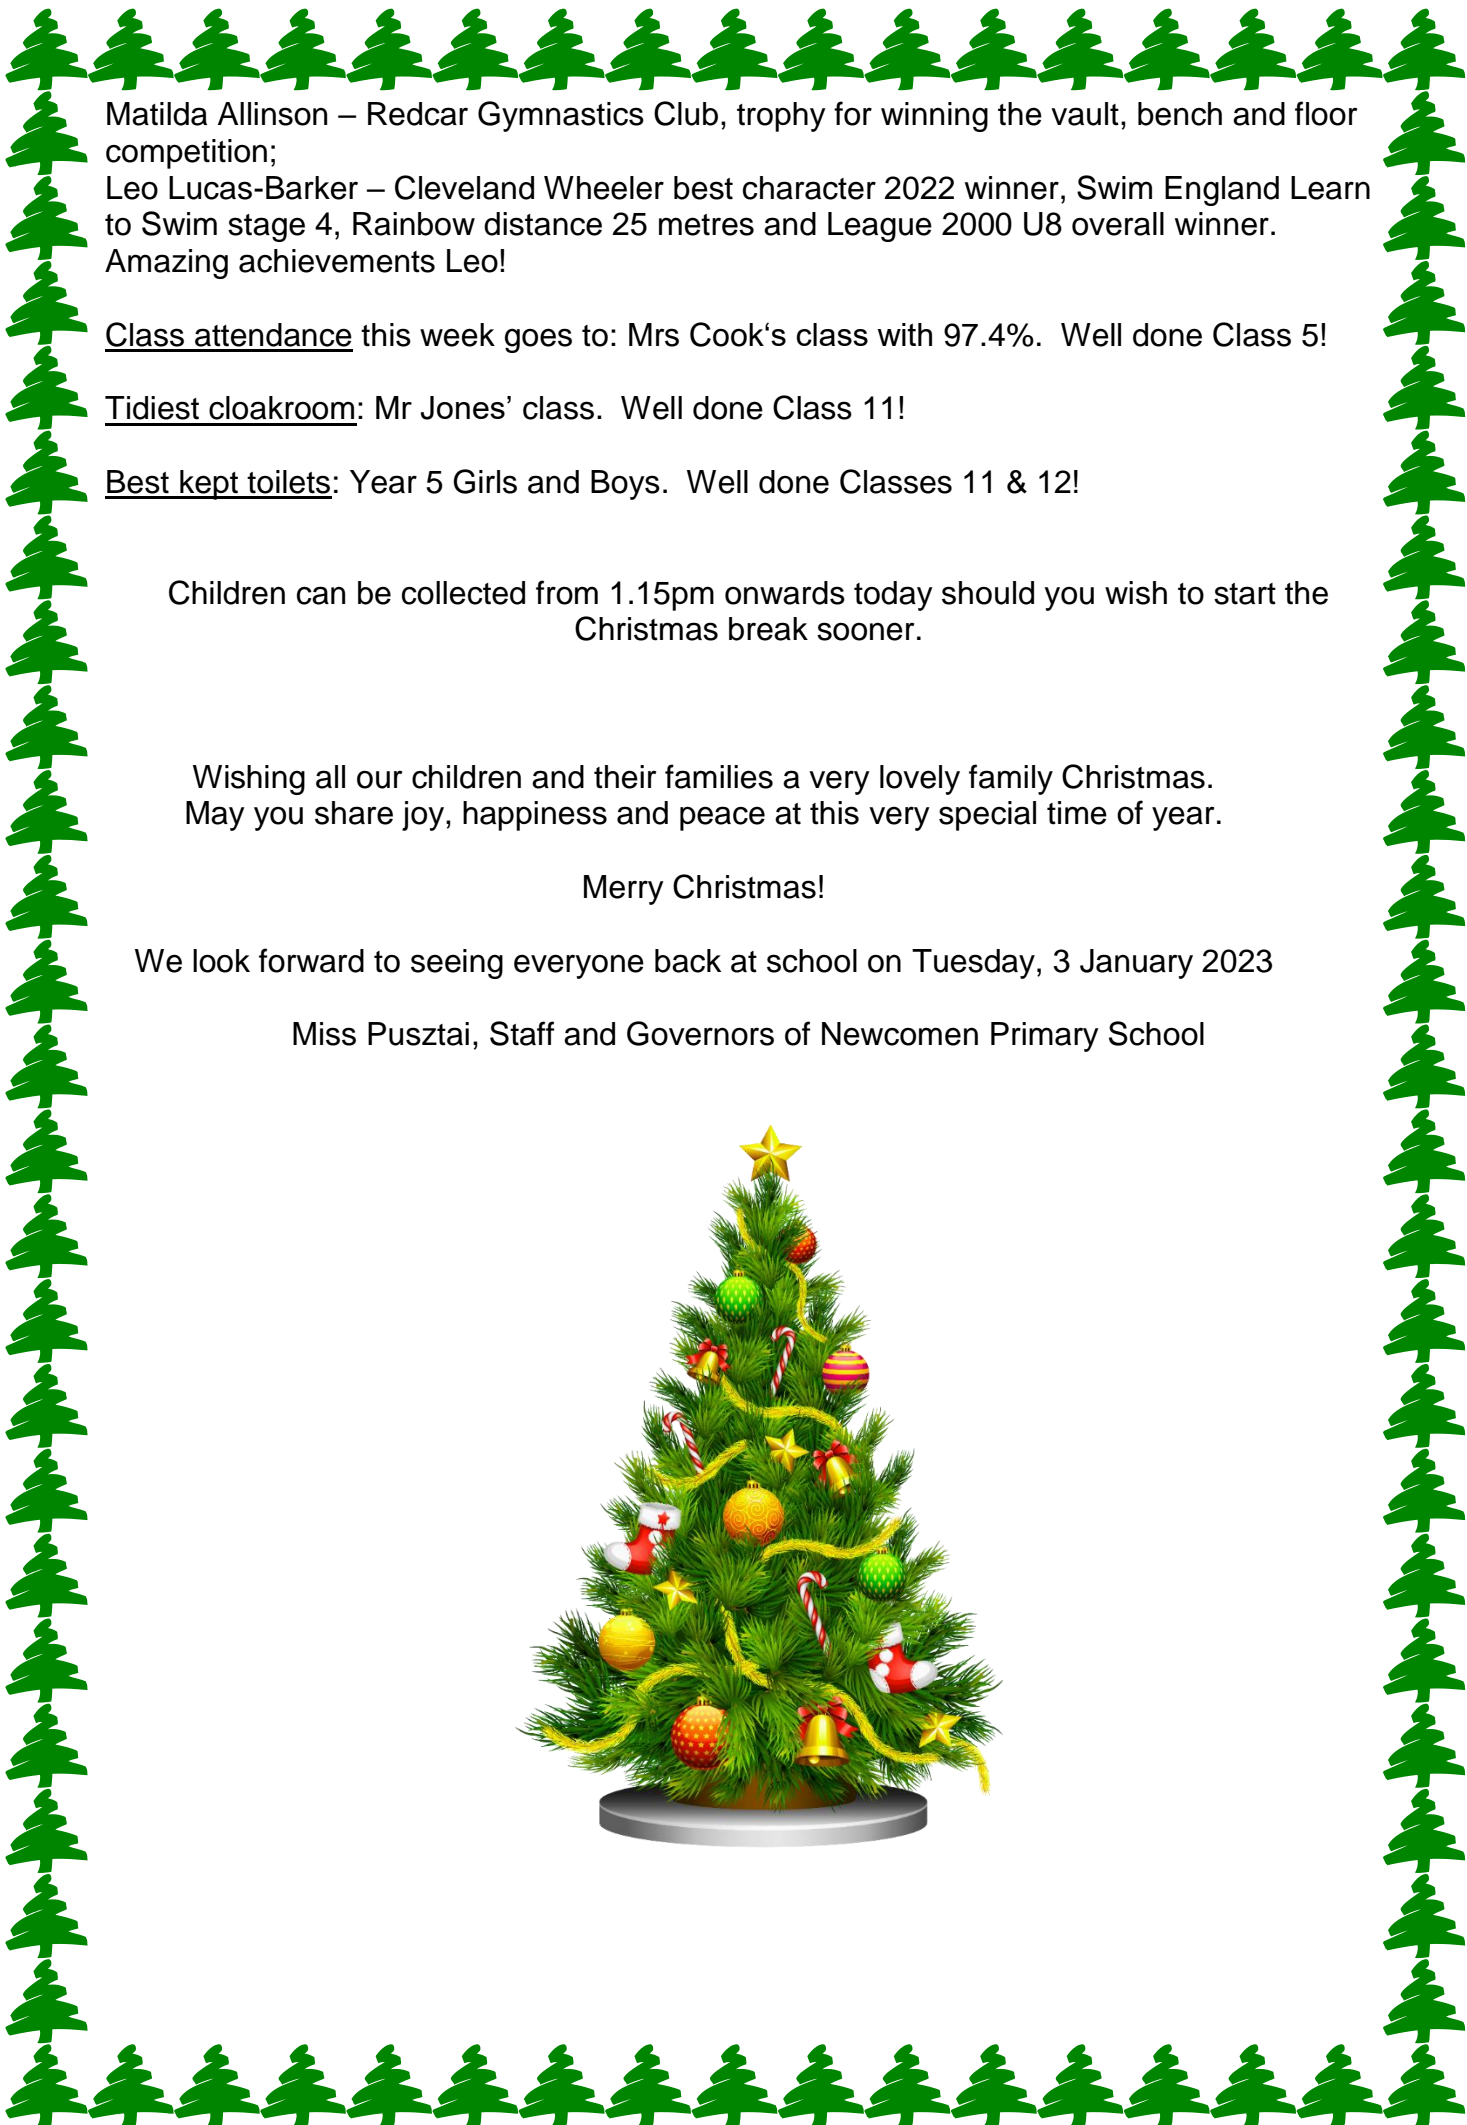 Matilda Allinson – Redcar Gymnastics Club, trophy for winning the vault, bench and floor
competition;
Leo Lucas-Barker – Cleveland Wheeler best character 2022 winner, Swim England Learn
to Swim stage 4, Rainbow distance 25 metres and League 2000 U8 overall winner.
Amazing achievements Leo!
Class attendance this week goes to: Mrs Cook‘s class with 97.4%.  Well done Class 5!
Tidiest cloakroom: Mr Jones’ class.  Well done Class 11!
Best kept toilets: Year 5 Girls and Boys.  Well done Classes 11 & 12!
Children can be collected from 1.15pm onwards today should you wish to start the
Christmas break sooner.
Wishing all our children and their families a very lovely family Christmas.
May you share joy, happiness and peace at this very special time of year.
Merry Christmas!
We look forward to seeing everyone back at school on Tuesday, 3 January 2023
Miss Pusztai, Staff and Governors of Newcomen Primary School